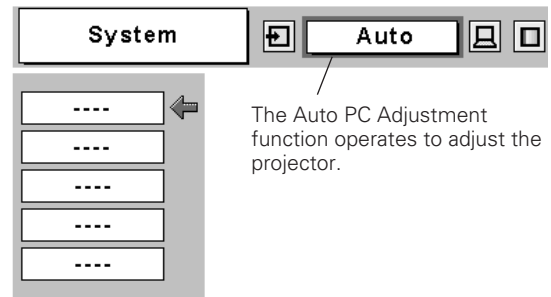 System
Auto
----
----
----
----
----
The Auto PC Adjustment
function operates to adjust the
projector.